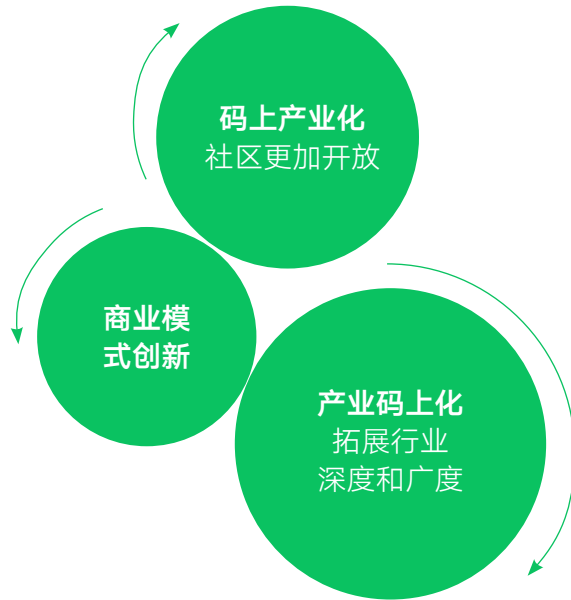 码上产业化
社区更加开放
商业模
式创新
产业码上化
拓展行业
深度和广度